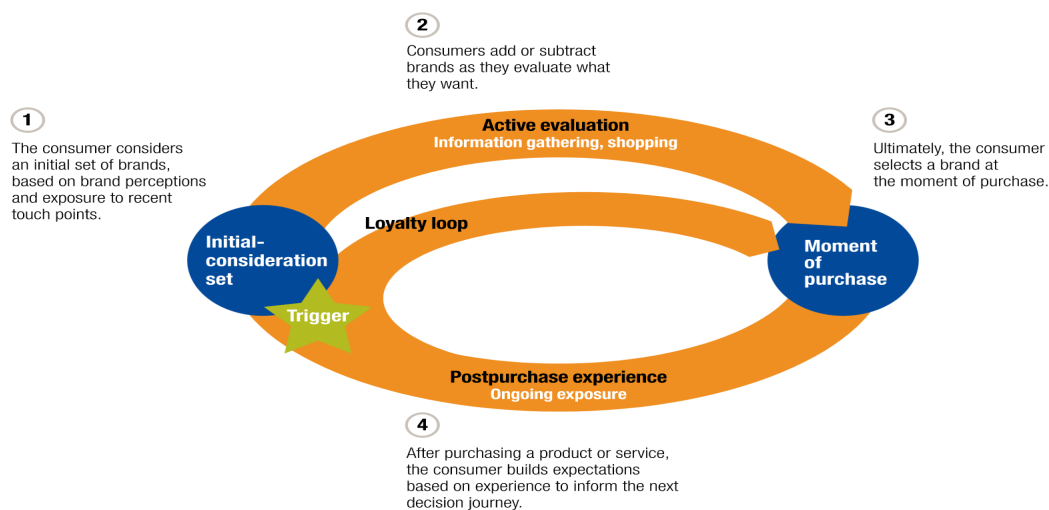 1
The consumer considers
an initial set of brands,
based on brand perceptions
and exposure to recent
touch points.
2
Consumers add or subtract
brands as they evaluate what
they want.
3
Ultimately, the consumer
selects a brand at
the moment of purchase.
Active evaluation
Information gathering, shopping
Loyalty loop
Initial-
consideration
set
Trigger
Moment
of
purchase
Postpurchase experience
Ongoing exposure
4
After purchasing a product or service,
the consumer builds expectations
based on experience to inform the next
decision journey.